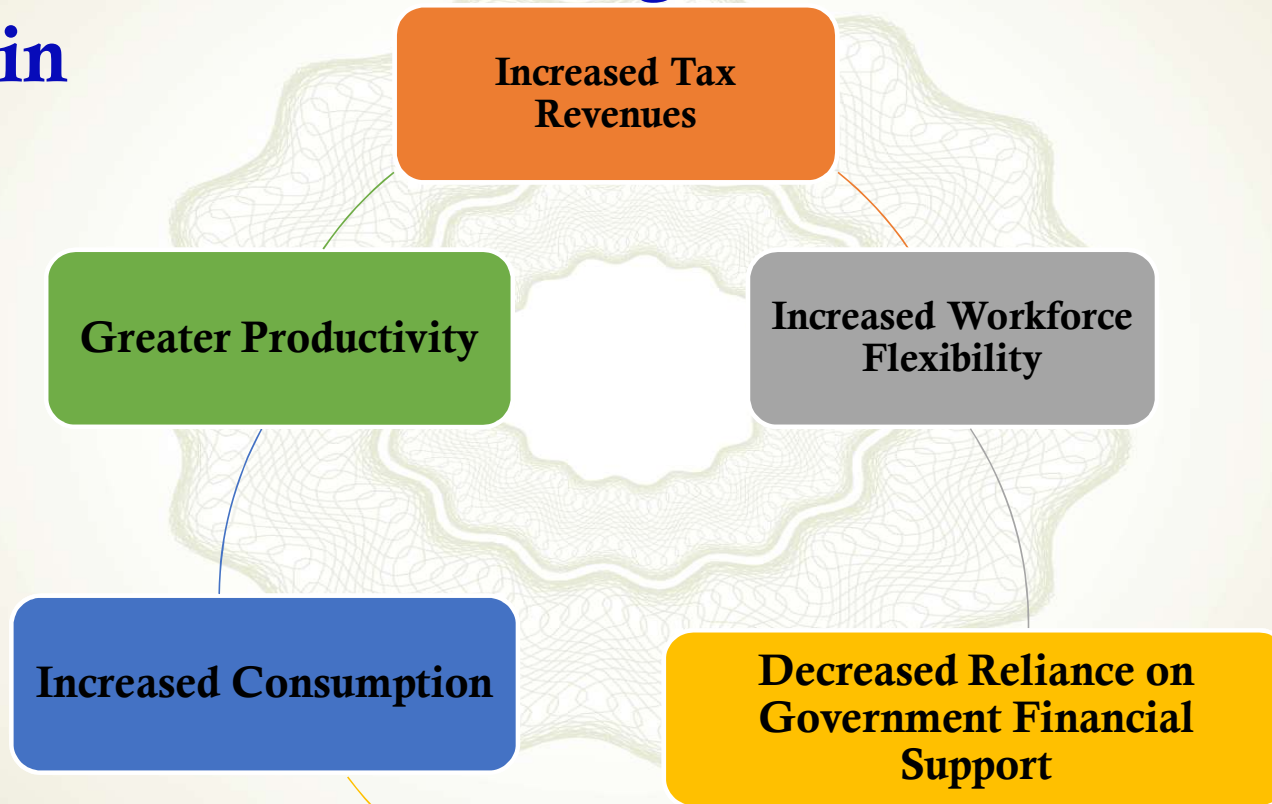 in
Increased Tax
Revenues
Greater Productivity
Increased Workforce
Flexibility
Increased Consumption
Decreased Reliance on
Government Financial
Support